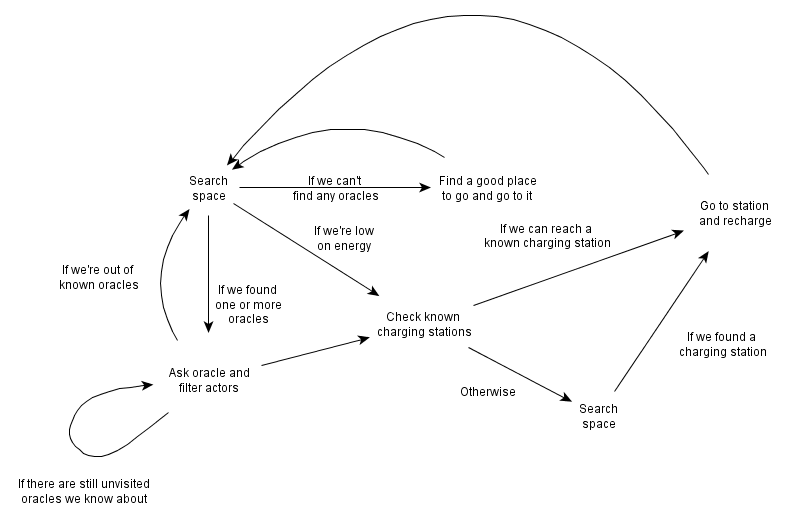 Search
space
If we can't
find any oracles
Find a good place
to go and go to it
Go to station
and recharge
If we're low
on energy
If we can reach a
known charging station
If we're out of
known oracles
If we found
one or more
oracles
Check known
charging stations
If we found a
charging station
Ask oracle and
filter actors
Otherwise
Search
space
If there are still unvisited
oracles we know about